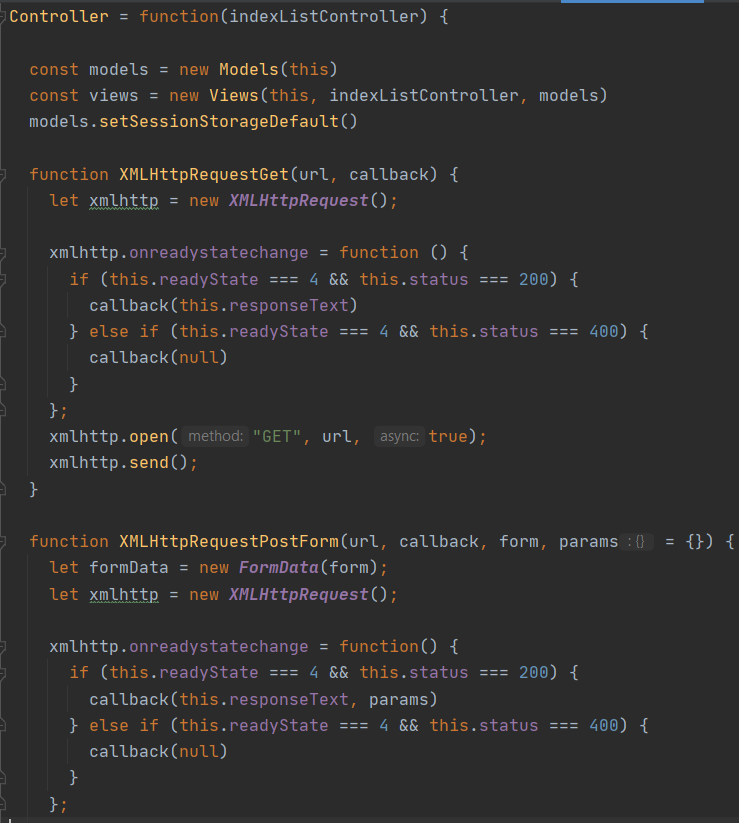 Controller = function(indexListController) {
const models = new Models(this)
const views = new Views(this, indexListController, models)
models.setSessionStorageDefault()
function XMLHttpRequestGet(url, callback) {
let xmlhttp = new XMLHttpRequest();
xmlhttp.onreadystatechange = function () {
if (this.readyState === 4 && this.status === 200) {
callback(this.responseText)
} else if (this.readyState === 4 && this.status === 400) {
callback(null)
}
};
xmlhttp.open( method: "GET", url, async: true);
xmlhttp.send();
}
function XMLHttpRequestPostForm(url, callback, form, params : {} = {}) {
let formData = new FormData(form);
let xmlhttp = new XMLHttpRequest();
xmlhttp.onreadystatechange = function() {
if (this.readyState === 4 && this.status === 200) {
callback(this.responseText, params)
} else if (this.readyState === 4 && this.status === 400) {
callback(null)
}
};